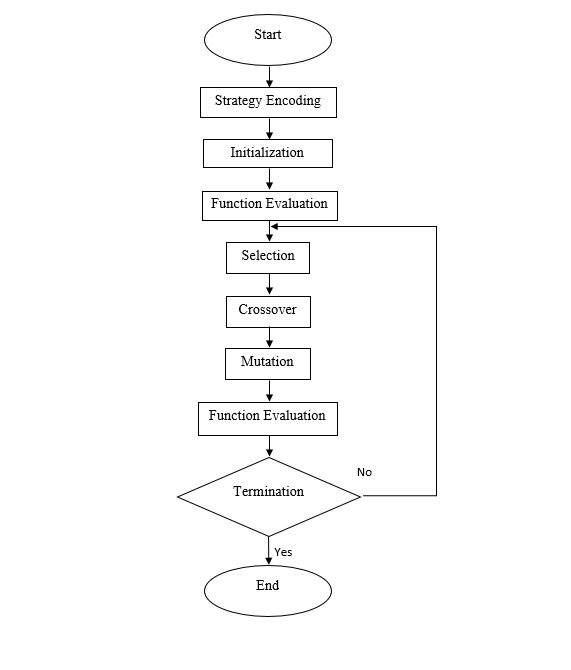 Start
Strategy Encoding
Initialization
Function Evaluation
Selection
Crossover
Mutation
Function Evaluation
No
Termination
Yes
End